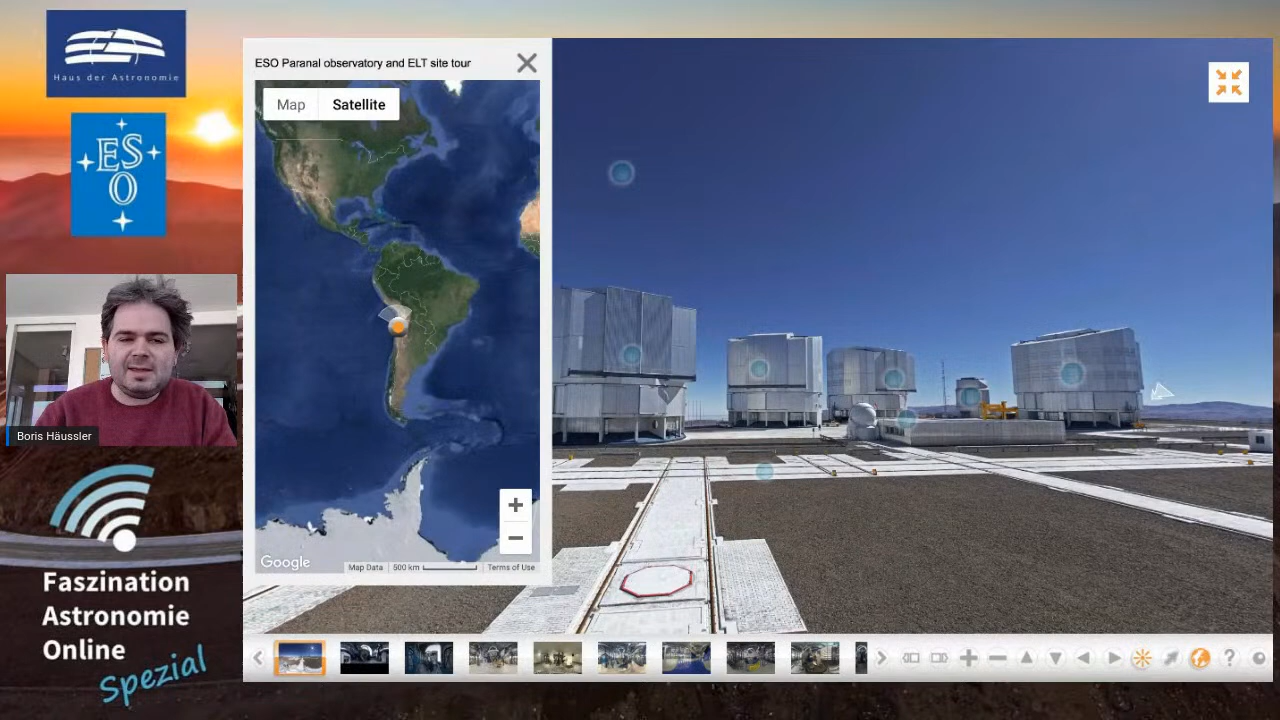 Haus der Astronomie
ES
O
Boris Häussler
Faszination
Astronomie
Online
Spezial
ESO Paranal observatory and ELT site tour
Map
Satellite
+
−
Google
Map Data
500 km
Terms of Use
?